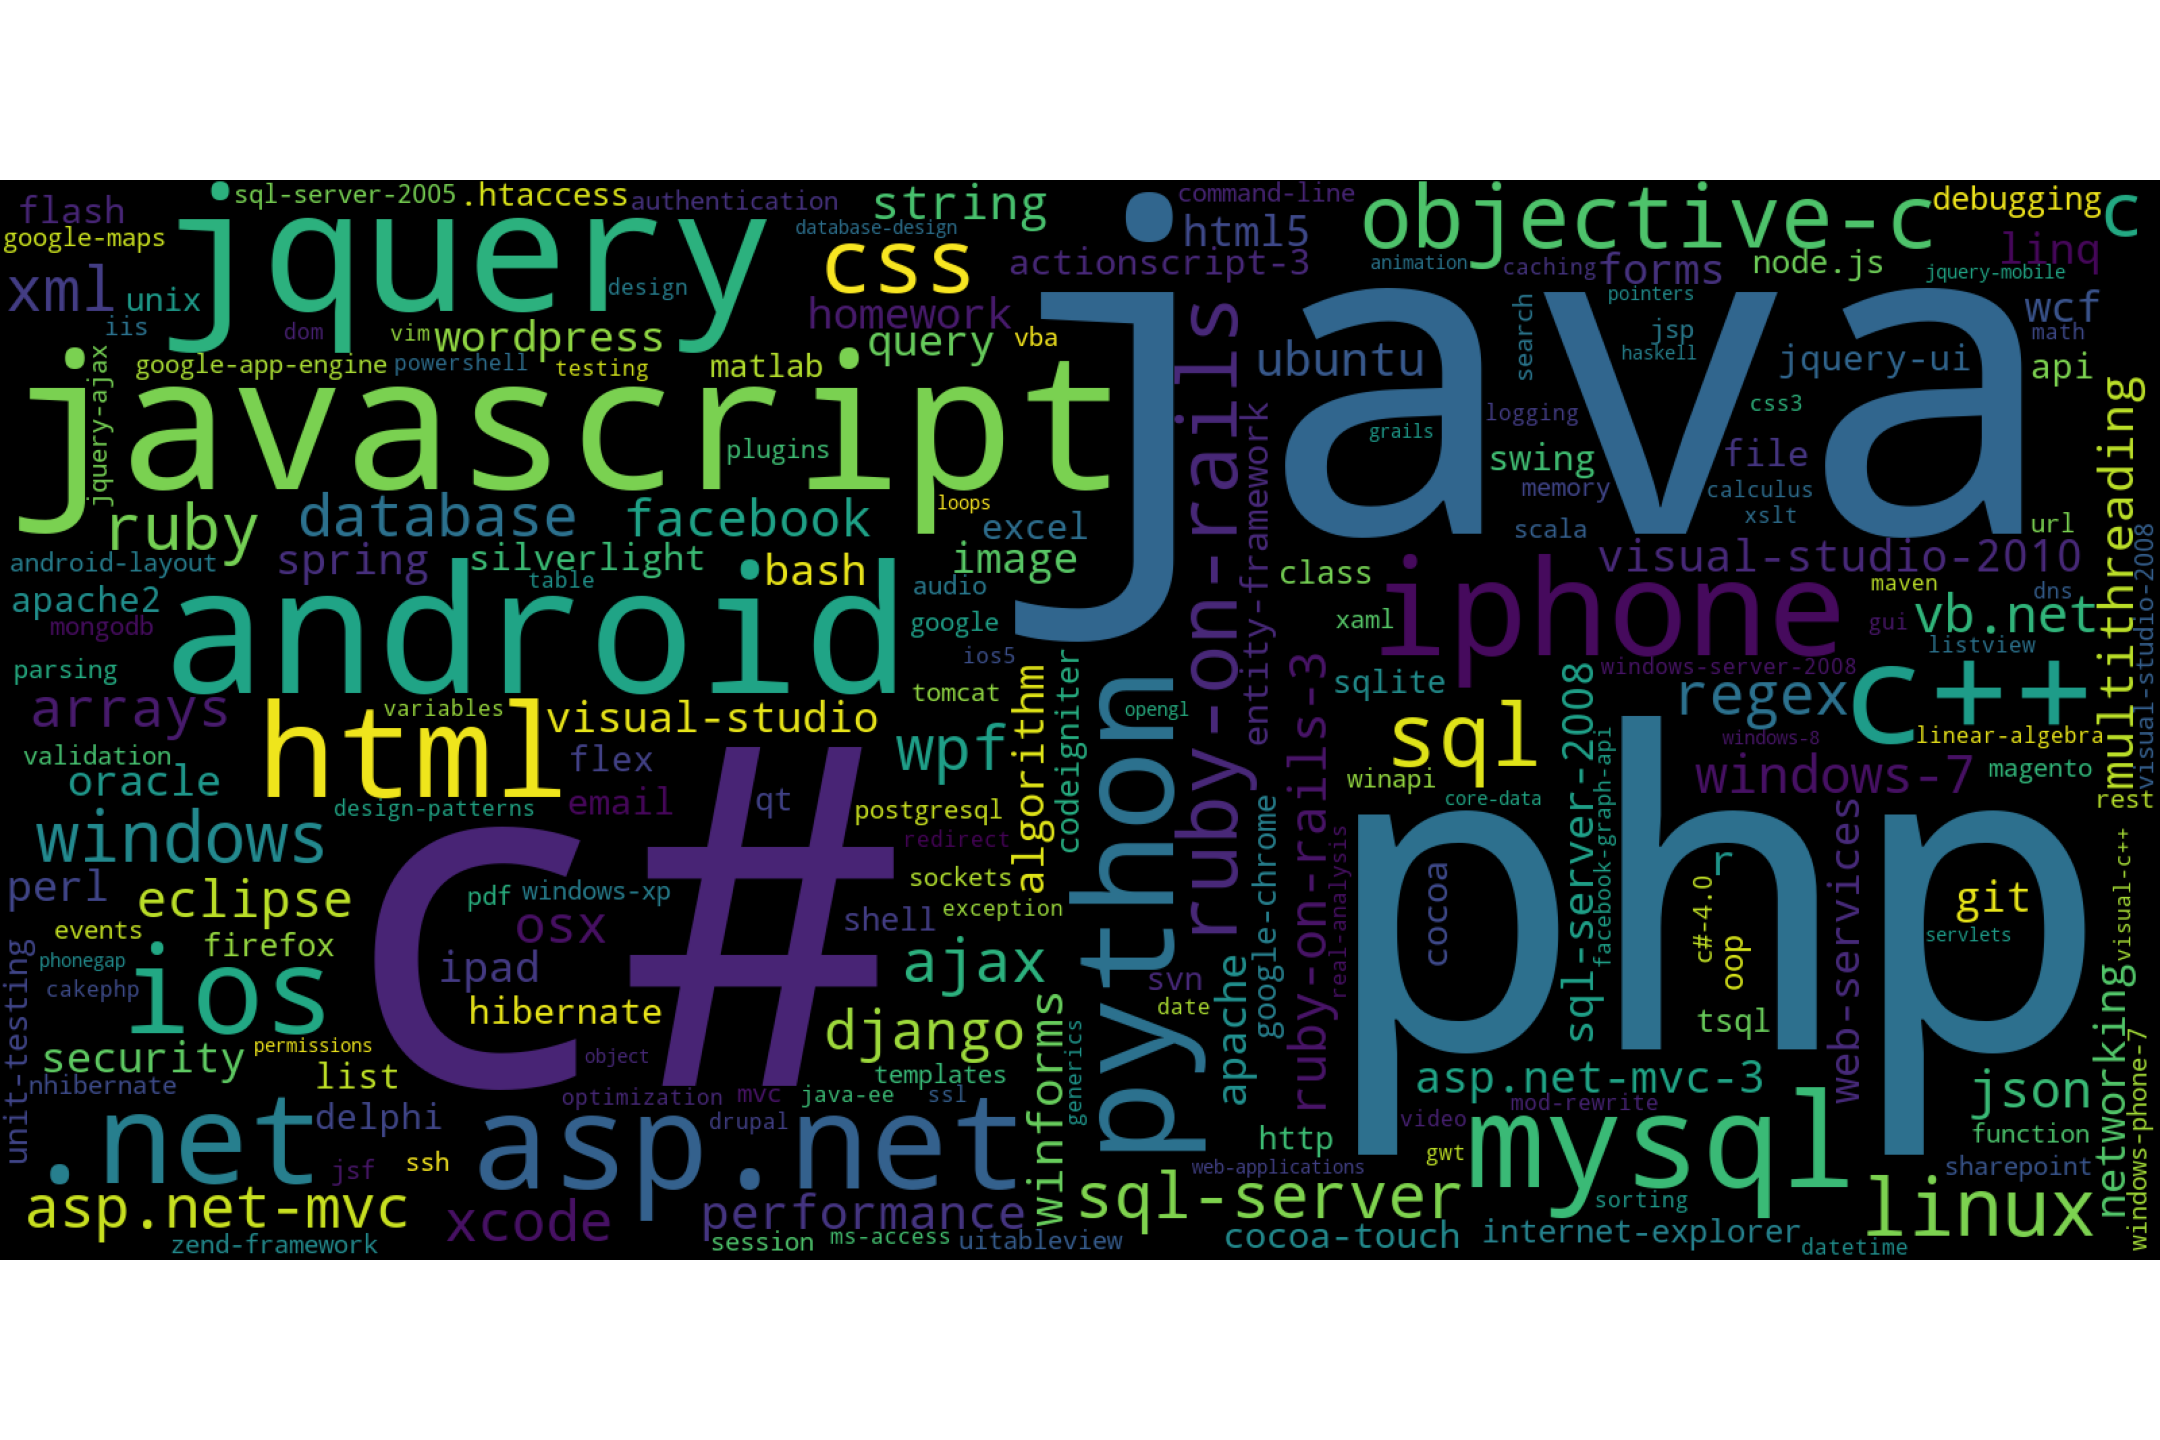 sql-server-2005
.htaccess
authentication
string
command-line
objective-c
debugging
c
flash
google-maps
jquery
database-design
html5
linq
xml
unix
design
css
actionscript-3
animation
caching
forms
node.js
jquery-mobile
iis
dom
vim
wordpress
homework
query
vba
java
search
pointers
jsp
haskell
wcf
math
jquery-ajax
google-app-engine
powershell
testing
matlab
ubuntu
jquery-ui
api
javascript
plugins
ruby-on-rails
entity-framework
grails
logging
css3
multithreading
swing
file
memory
calculus
ruby
database
facebook
loops
excel
scala
xslt
url
android-layout
spring
silverlight
table
bash
image
audio
class
iphone
visual-studio-2010
maven
dns
visual-studio-2008
apache2
mongodb
android
google
xaml
gui
vb.net
listview
parsing
ios5
windows-server-2008
arrays
variables
tomcat
algorithm
codeigniter
python
opengl
ruby-on-rails-3
sqlite
sql-server-2008
regex
c++
validation
html
visual-studio
wpf
sql
facebook-graph-api
windows-8
linear-algebra
oracle
flex
winapi
windows-7
magento
design-patterns
email
qt
postgresql
core-data
rest
windows
c#
redirect
google-chrome
real-analysis
php
web-services
visual-c++
perl
eclipse
pdf
windows-xp
sockets
shell
exception
cocoa
r
c#-4.0
git
events
osx
oop
servlets
unit-testing
firefox
phonegap
cakephp
ios
ipad
ajax
svn
apache
networking
hibernate
date
tsql
security
permissions
object
django
winforms
generics
nhibernate
list
templates
asp.net-mvc-3
json
windows-phone-7
optimization
mvc
java-ee
ssl
mod-rewrite
.net
delphi
asp.net
drupal
video
mysql
function
jsf
ssh
http
gwt
web-applications
sharepoint
asp.net-mvc
xcode
performance
sql-server
sorting
linux
zend-framework
session
ms-access
uitableview
cocoa-touch
internet-explorer
datetime